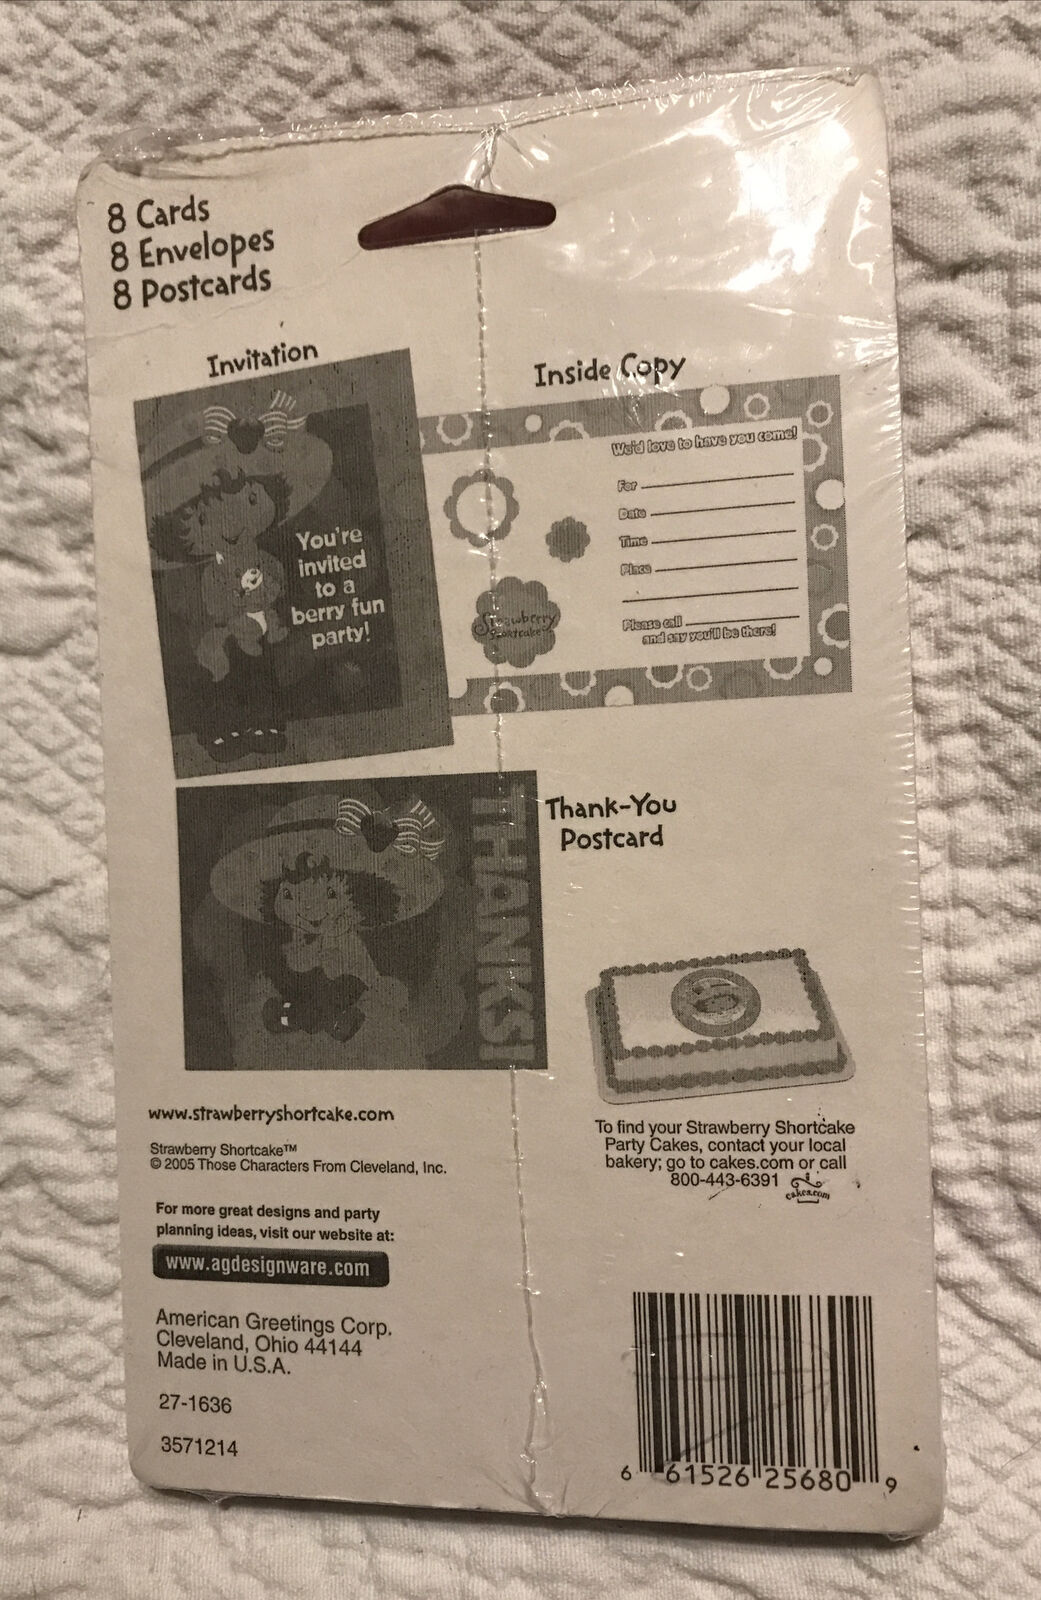 8 Cards
8 Envelopes
8 Postcards
Invitation
You're
invited
to a
berry fun
party!
Inside Copy
We'd love to have you come!
For
Date
Time
Place
Please call
and say you'll be there!
Strawberry
Shortcake
THANKS!
Thank-You
Postcard
www.strawberryshortcake.com
Strawberry Shortcake™
© 2005 Those Characters From Cleveland, Inc.
To find your Strawberry Shortcake
Party Cakes, contact your local
bakery; go to cakes.com or call
800-443-6391
cakes.com
For more great designs and party
planning ideas, visit our website at:
www.agdesignware.com
American Greetings Corp.
Cleveland, Ohio 44144
Made in U.S.A.
27-1636
3571214
6 61526 25680 9